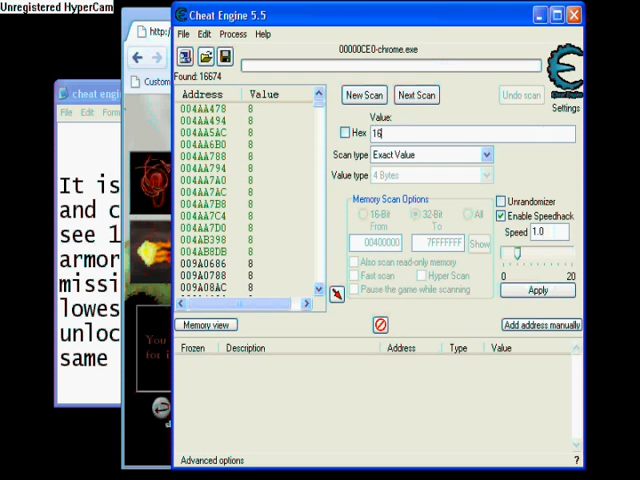 Unregistered HyperCam
Cheat Engine 5.5
File Edit Process Help
00000CE0-chrome.exe
Found: 16674
Address Value
004AA478 8
004AA494 8
004AA5AC 8
004AA6B0 8
004AA788 8
004AA794 8
004AA7A0 8
004AA7AC 8
004AA7B8 8
004AA7C4 8
004AA7D0 8
004AB398 8
004AB8DB 8
009A0686 8
009A0788 8
009A08AC 8
New Scan Next Scan Undo scan
Cheat Engine
Settings
Value:
Hex 16
Scan type Exact Value
Value type 4 Bytes
Memory Scan Options
16-Bit 32-Bit All
From To
00400000 7FFFFFFF Show
Also scan read-only memory
Fast scan Hyper Scan
Pause the game while scanning
Unrandomizer
Enable Speedhack
Speed 1.0
0 20
Apply
Memory view Add address manually
Frozen Description Address Type Value
Advanced options ?
cheat engin
File Edit Form
It is
and c
see 1
armor
missi
lowes
unloc
same
http:/
Custom
You
for i